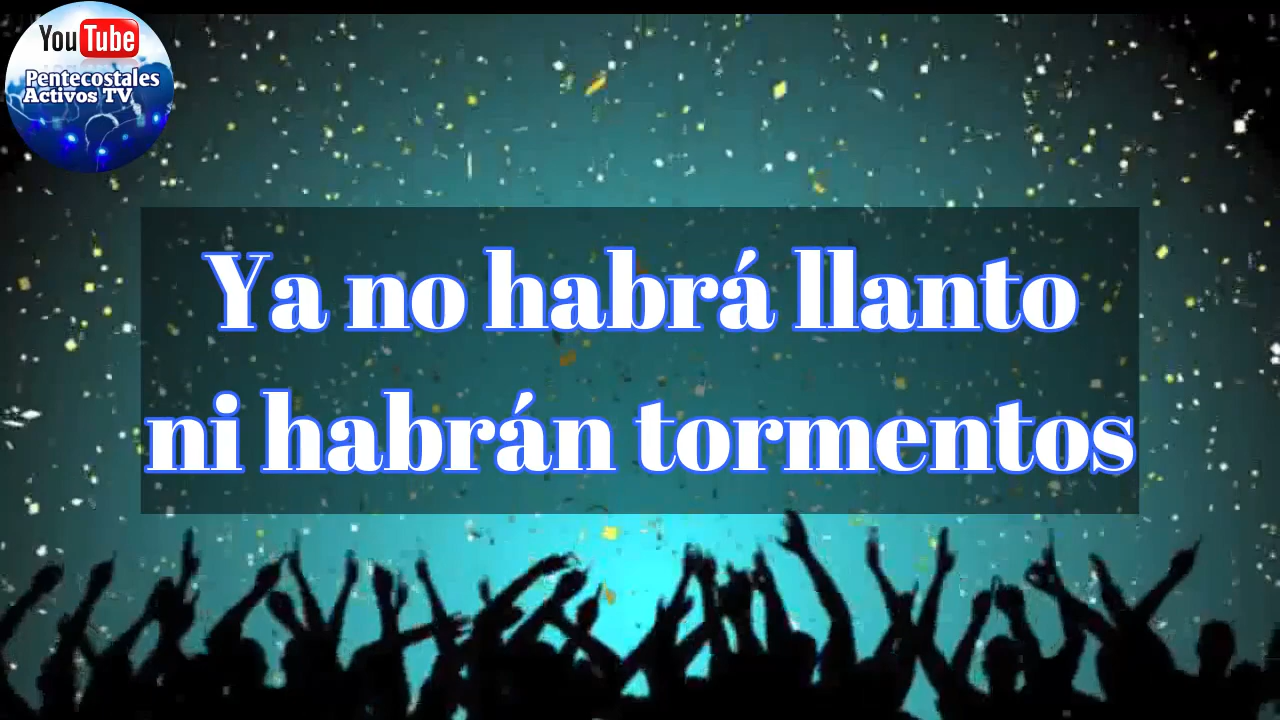 YouTube
Pentecostales
Activos TV
Ya no habrá llanto
ni habrán tormentos